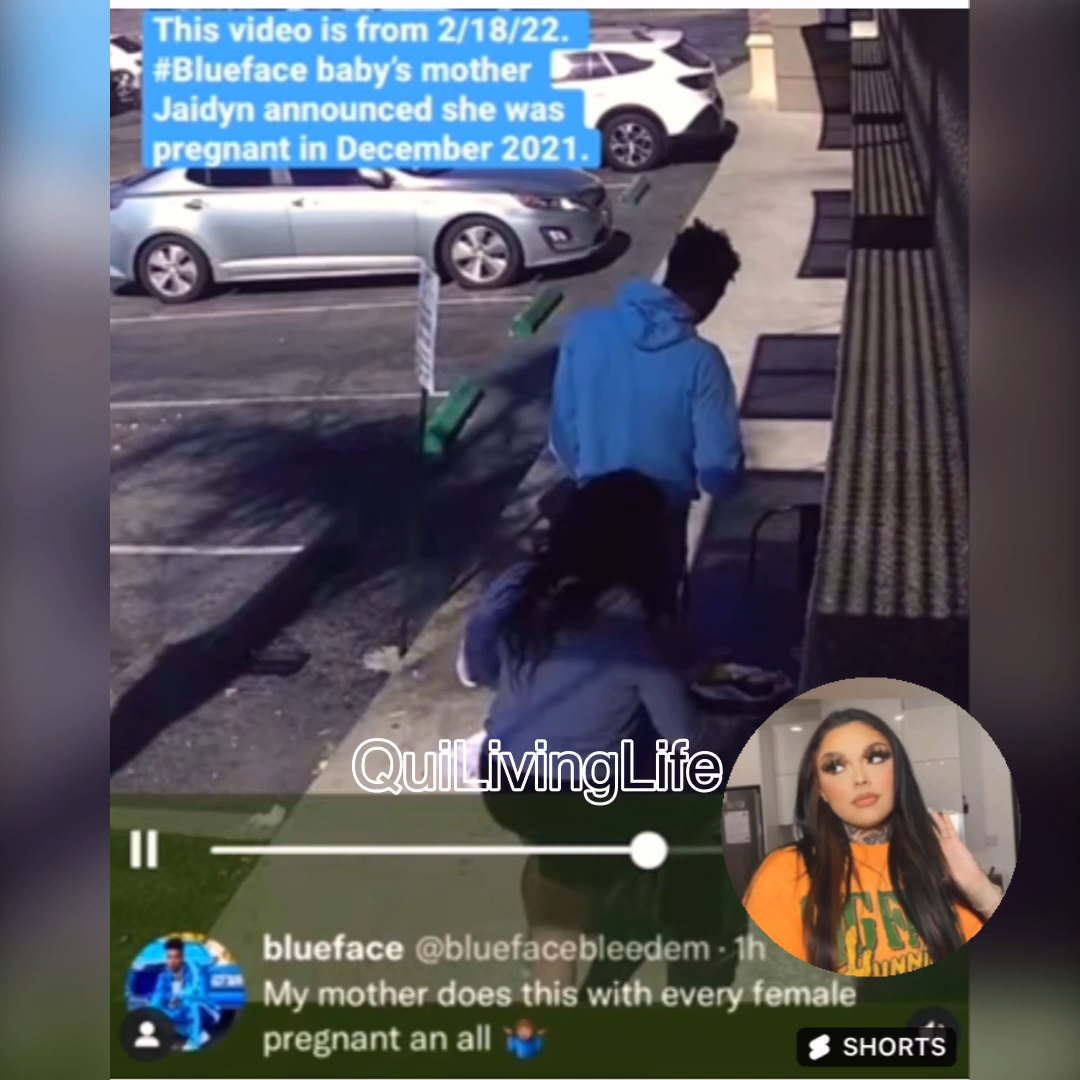 This video is from 2/18/22.
#Blueface baby's mother
Jaidyn announced she was
pregnant in December 2021.
QuiLivingLife
blueface @bluefacebleedem · 1h
My mother does this with every female
pregnant an all 🤷🏾‍♂️
SHORTS